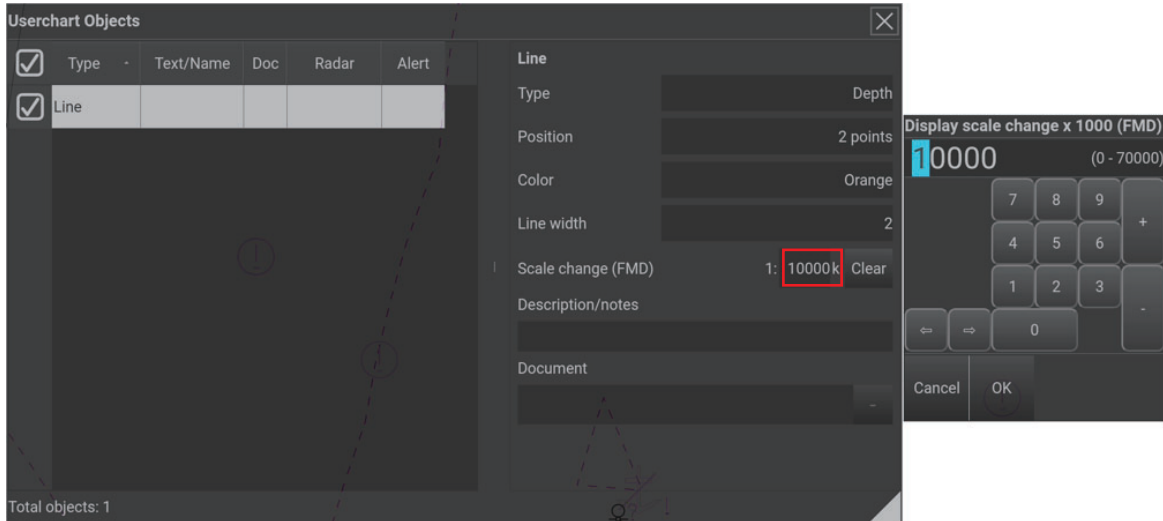 Userchart Objects
Type - Text/Name Doc Radar Alert
Line
Line
Type Depth
Position 2 points
Color Orange
Line width 2
Scale change (FMD) 1: 10000k Clear
Description/notes
Document
...
Total objects: 1
Display scale change x 1000 (FMD)
10000 (0 - 70000)
7 8 9 +
4 5 6
1 2 3 -
⇦ ⇨ 0
Cancel OK